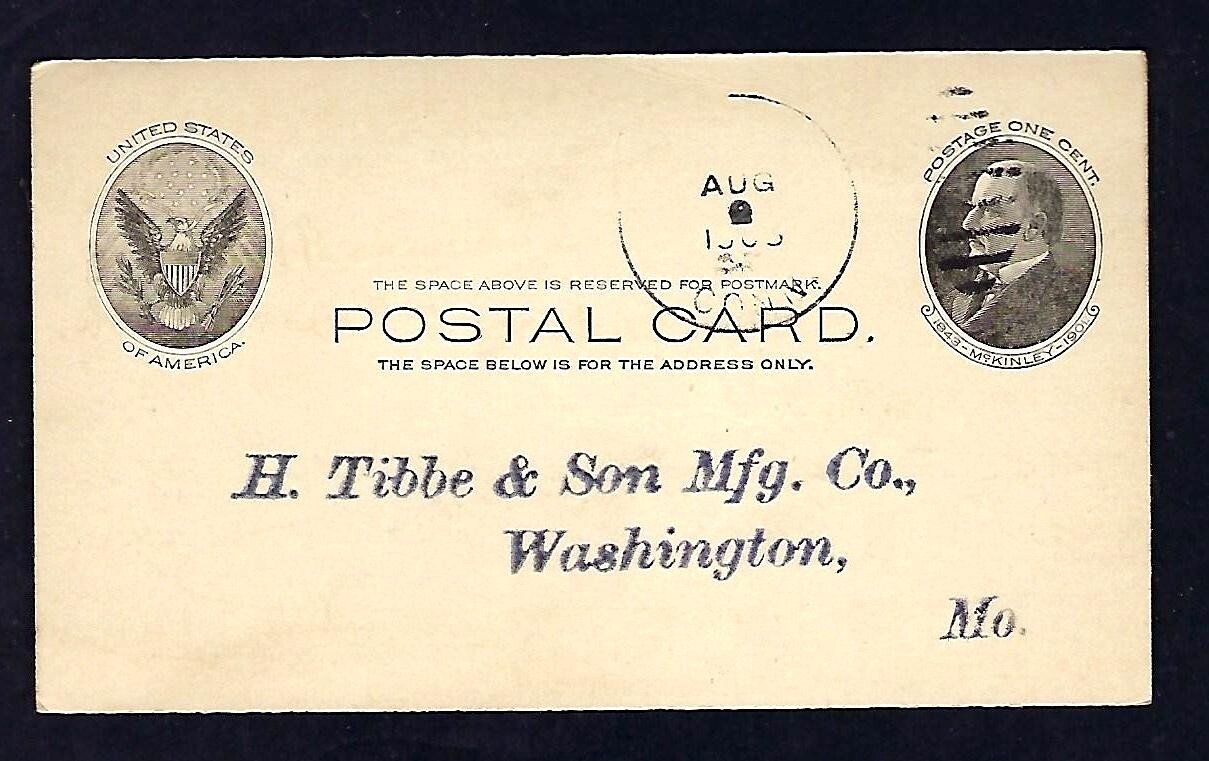 UNITED STATES
OF AMERICA.
AUG
CONN
POSTAGE ONE CENT.
1843-McKINLEY-1901
THE SPACE ABOVE IS RESERVED FOR POSTMARK.
POSTAL CARD.
THE SPACE BELOW IS FOR THE ADDRESS ONLY.
H. Tibbe & Son Mfg. Co.,
Washington,
Mo.